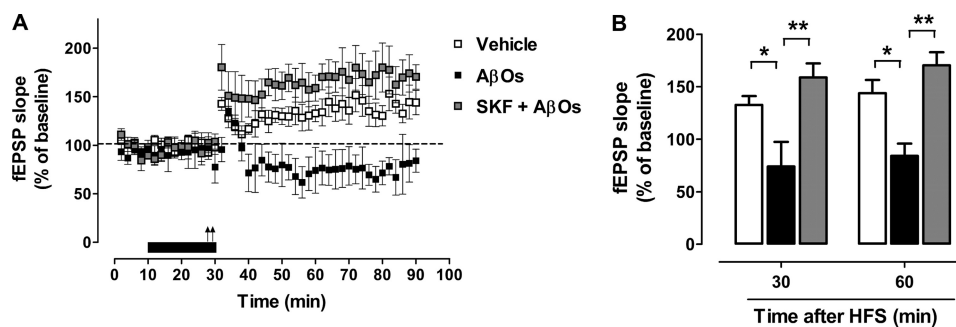 A
fEPSP slope
(% of baseline)
200
150
100
50
0
0 10 20 30 40 50 60 70 80 90 100
Time (min)
Vehicle
AβOs
SKF + AβOs
B
fEPSP slope
(% of baseline)
200
150
100
50
0
* ** * **
30 60
Time after HFS (min)